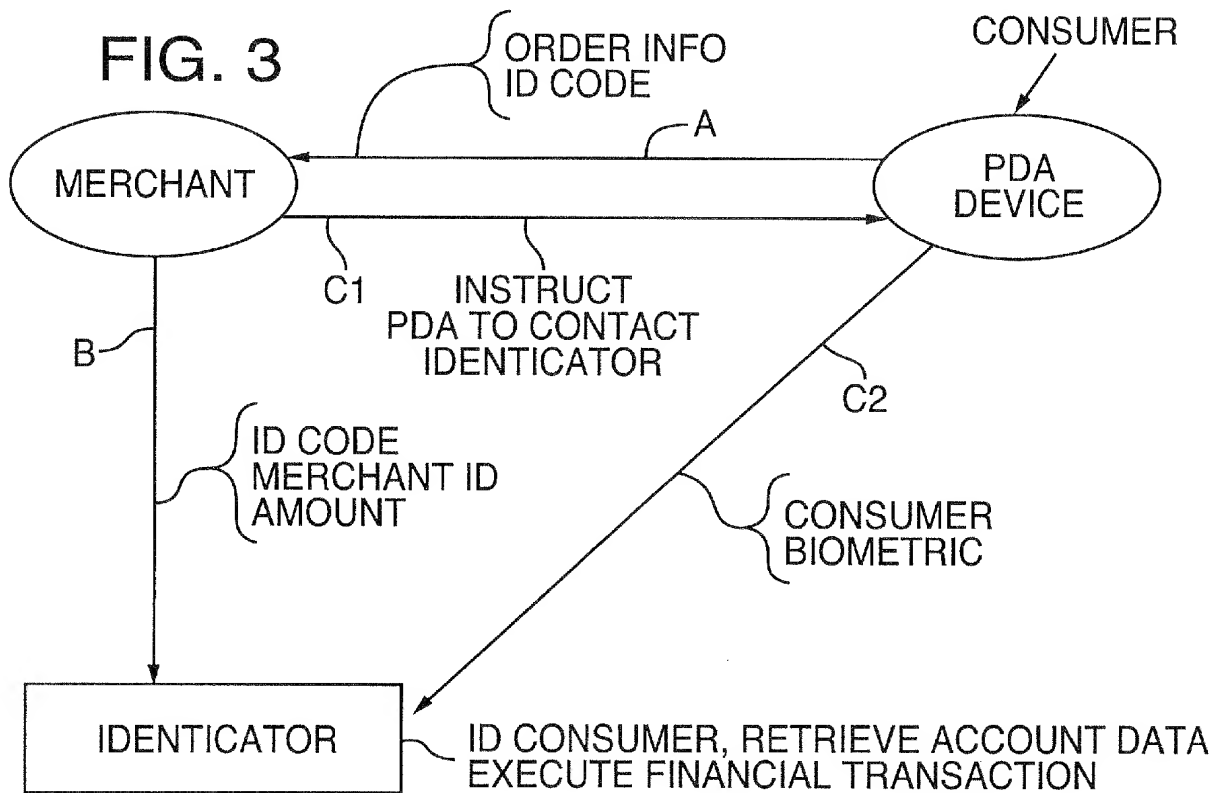 FIG. 3
ORDER INFO
ID CODE
CONSUMER
A
MERCHANT
PDA
DEVICE
C1
INSTRUCT
PDA TO CONTACT
IDENTICATOR
B
C2
ID CODE
MERCHANT ID
AMOUNT
CONSUMER
BIOMETRIC
IDENTICATOR
ID CONSUMER, RETRIEVE ACCOUNT DATA
EXECUTE FINANCIAL TRANSACTION